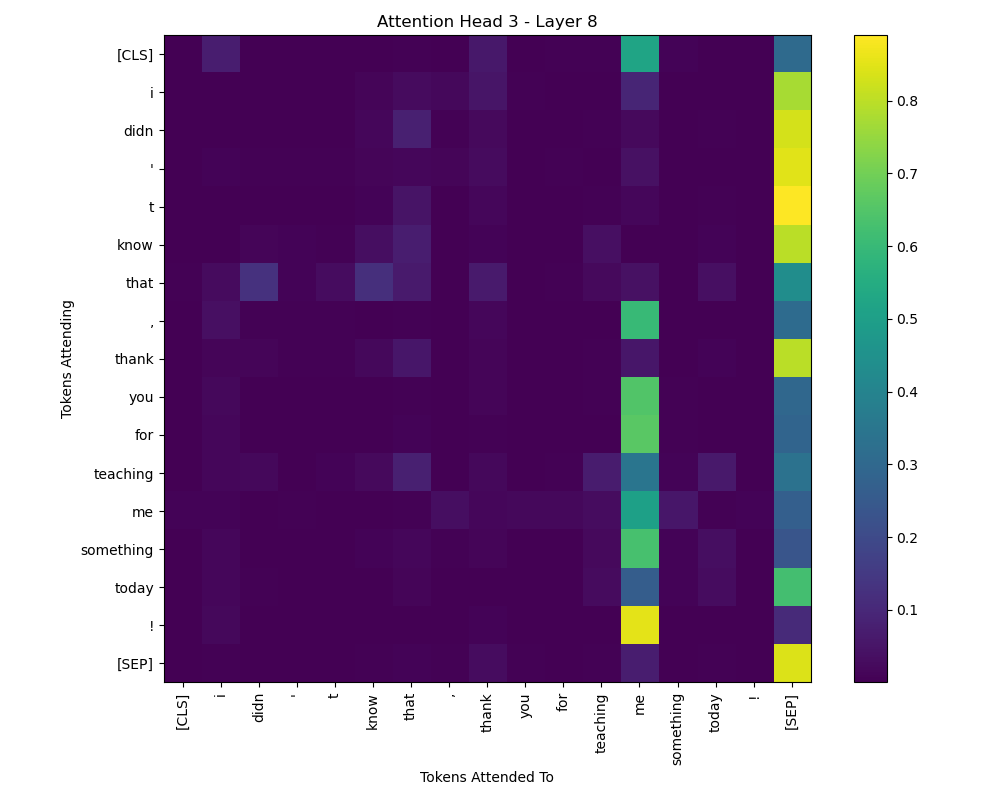 Attention Head 3 - Layer 8
Tokens Attending
[CLS]
i
didn
'
t
know
that
,
thank
you
for
teaching
me
something
today
!
[SEP]
[CLS]
i
didn
'
t
know
that
,
thank
you
for
teaching
me
something
today
!
[SEP]
Tokens Attended To
0.8
0.7
0.6
0.5
0.4
0.3
0.2
0.1